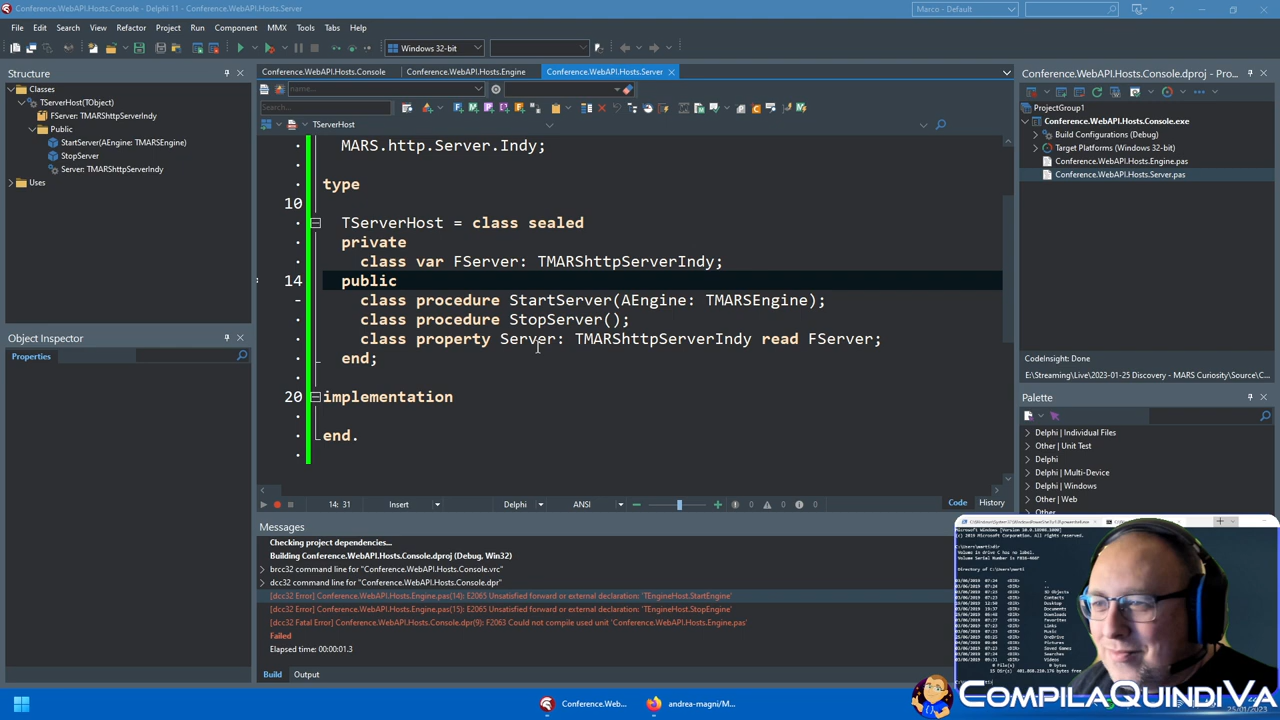 Conference.WebAPI.Hosts.Console - Delphi 11 - Conference.WebAPI.Hosts.Server
Marco - Default
File Edit Search View Refactor Project Run Component MMX Tools Tabs Help
Windows 32-bit
Structure
Classes
TServerHost(TObject)
FServer: TMARShttpServerIndy
Public
StartServer(AEngine: TMARSEngine)
StopServer
Server: TMARShttpServerIndy
Uses
Object Inspector
Properties
Conference.WebAPI.Hosts.Console Conference.WebAPI.Hosts.Engine Conference.WebAPI.Hosts.Server
name...
Search...
TServerHost
MARS.http.Server.Indy;
type
10
TServerHost = class sealed
private
class var FServer: TMARShttpServerIndy;
14 public
class procedure StartServer(AEngine: TMARSEngine);
class procedure StopServer();
class property Server: TMARShttpServerIndy read FServer;
end;
20 implementation
end.
14: 31 Insert Delphi ANSI 0 0 0 Code History
Messages
Checking project dependencies...
Building Conference.WebAPI.Hosts.Console.dproj (Debug, Win32)
brcc32 command line for "Conference.WebAPI.Hosts.Console.vrc"
dcc32 command line for "Conference.WebAPI.Hosts.Console.dpr"
[dcc32 Error] Conference.WebAPI.Hosts.Engine.pas(14): E2065 Unsatisfied forward or external declaration: 'TEngineHost.StartEngine'
[dcc32 Error] Conference.WebAPI.Hosts.Engine.pas(15): E2065 Unsatisfied forward or external declaration: 'TEngineHost.StopEngine'
[dcc32 Fatal Error] Conference.WebAPI.Hosts.Console.dpr(9): F2063 Could not compile used unit 'Conference.WebAPI.Hosts.Engine.pas'
Failed
Elapsed time: 00:00:01.3
Build Output
Conference.WebAPI.Hosts.Console.dproj - Pro...
ProjectGroup1
Conference.WebAPI.Hosts.Console.exe
Build Configurations (Debug)
Target Platforms (Windows 32-bit)
Conference.WebAPI.Hosts.Engine.pas
Conference.WebAPI.Hosts.Server.pas
CodeInsight: Done
E:\Streaming\Live\2023-01-25 Discovery - MARS Curiosity\Source\C...
Palette
Delphi | Individual Files
Other | Unit Test
Delphi
Delphi | Multi-Device
Delphi | Windows
Other | Web
Other
COMPILAQUINDIVA
Conference.We...
andrea-magni/M...
25/01/2023